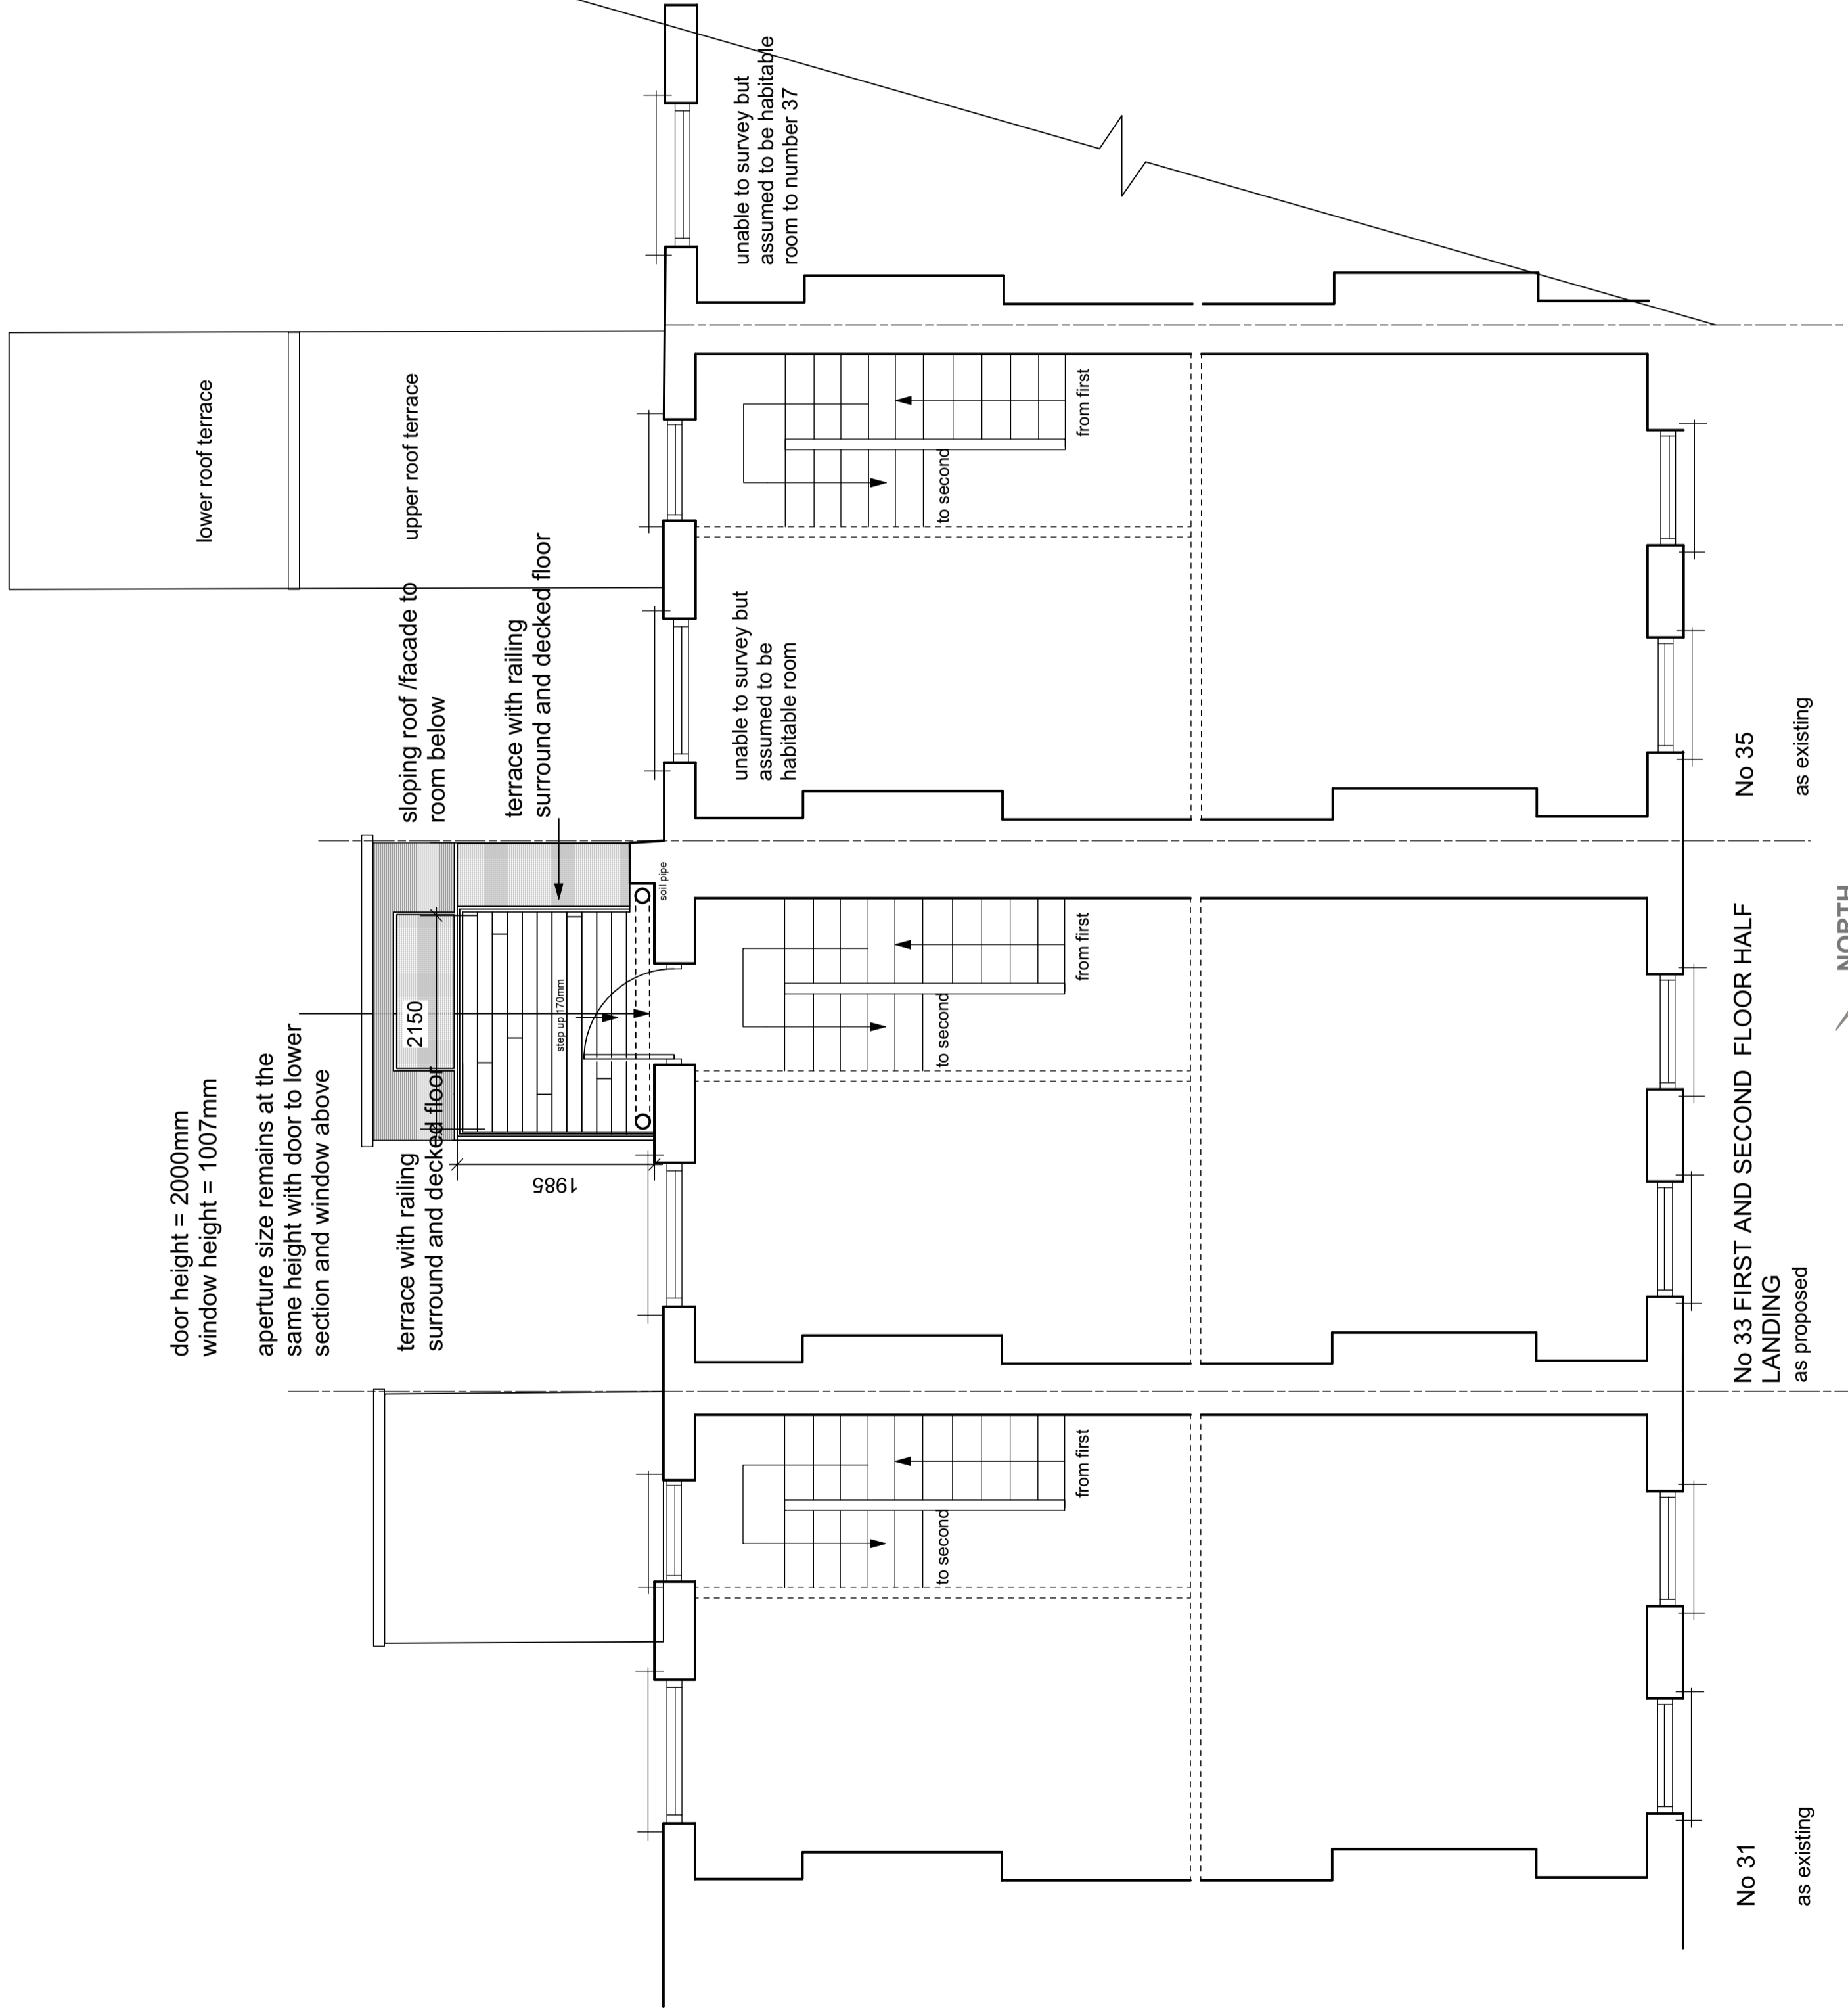 door height = 2000mm
window height = 1007mm
aperture size remains at the
same height with door to lower
section and window above
terrace with railing
surround and decked floor
2150
1985
step up 170mm
soil pipe
sloping roof /facade to
room below
terrace with railing
surround and decked floor
lower roof terrace
upper roof terrace
unable to survey but
assumed to be
habitable room
unable to survey but
assumed to be habitable
room to number 37
to second
from first
to second
from first
to second
from first
No 31
as existing
No 33 FIRST AND SECOND FLOOR HALF
LANDING
as proposed
No 35
as existing
NORTH